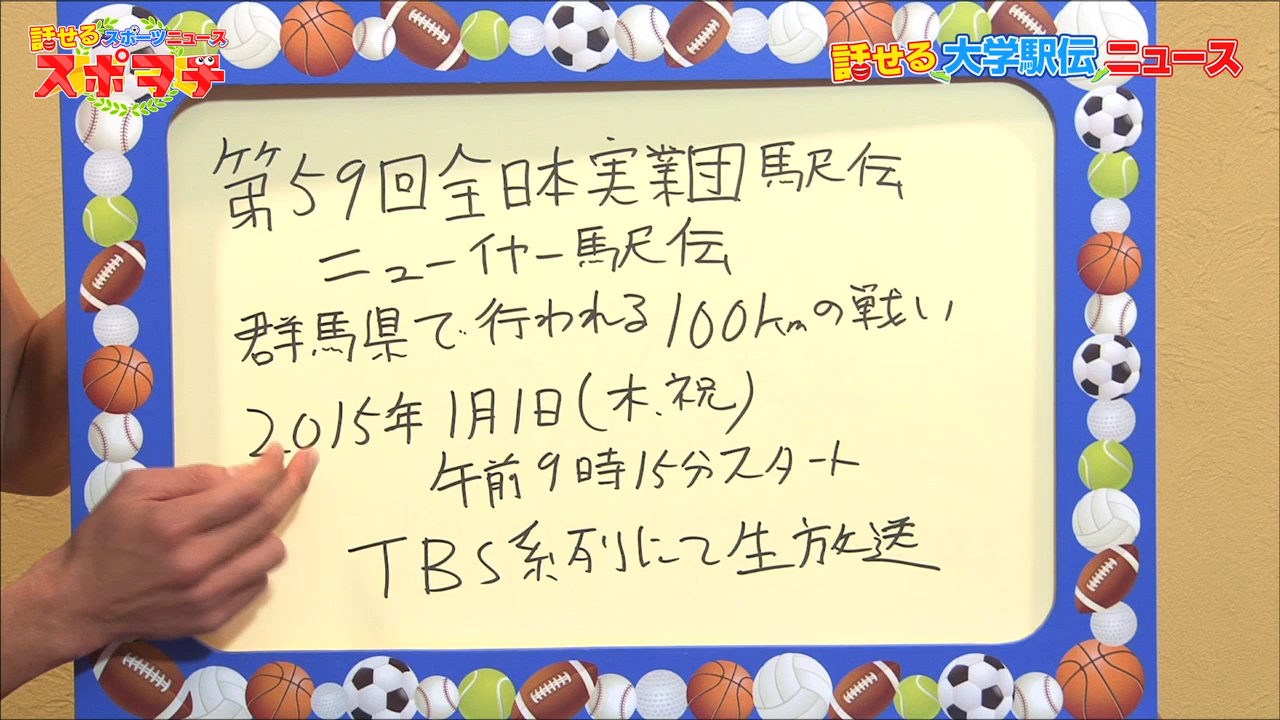 話せるスポーツニュース
スポヲヂ
話せる大学駅伝ニュース
第59回全日本実業団駅伝
ニューイヤー駅伝
群馬県で行われる100kmの戦い
2015年1月1日(木.祝)
午前9時15分スタート
TBS系列にて生放送